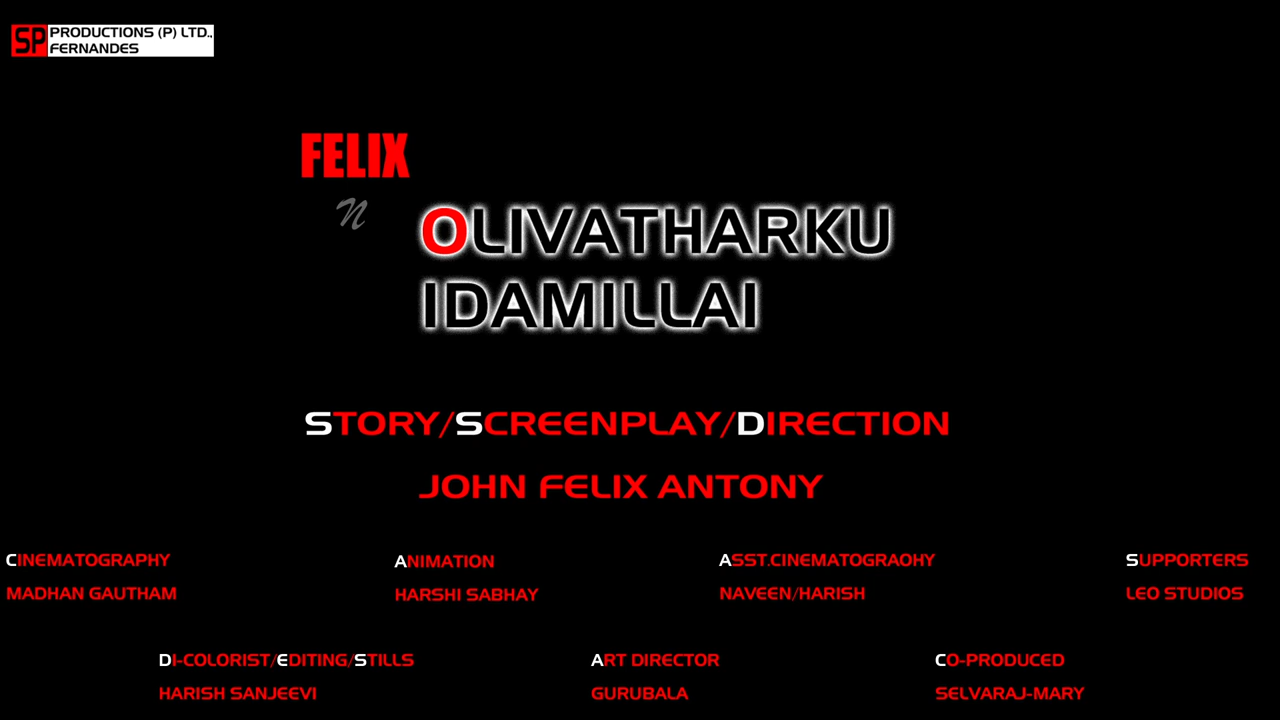 SP PRODUCTIONS (P) LTD.,
FERNANDES
FELIX
N
OLIVATHARKU
IDAMILLAI
STORY/SCREENPLAY/DIRECTION
JOHN FELIX ANTONY
CINEMATOGRAPHY
MADHAN GAUTHAM
ANIMATION
HARSHI SABHAY
ASST.CINEMATOGRAOHY
NAVEEN/HARISH
SUPPORTERS
LEO STUDIOS
DI-COLORIST/EDITING/STILLS
HARISH SANJEEVI
ART DIRECTOR
GURUBALA
CO-PRODUCED
SELVARAJ-MARY